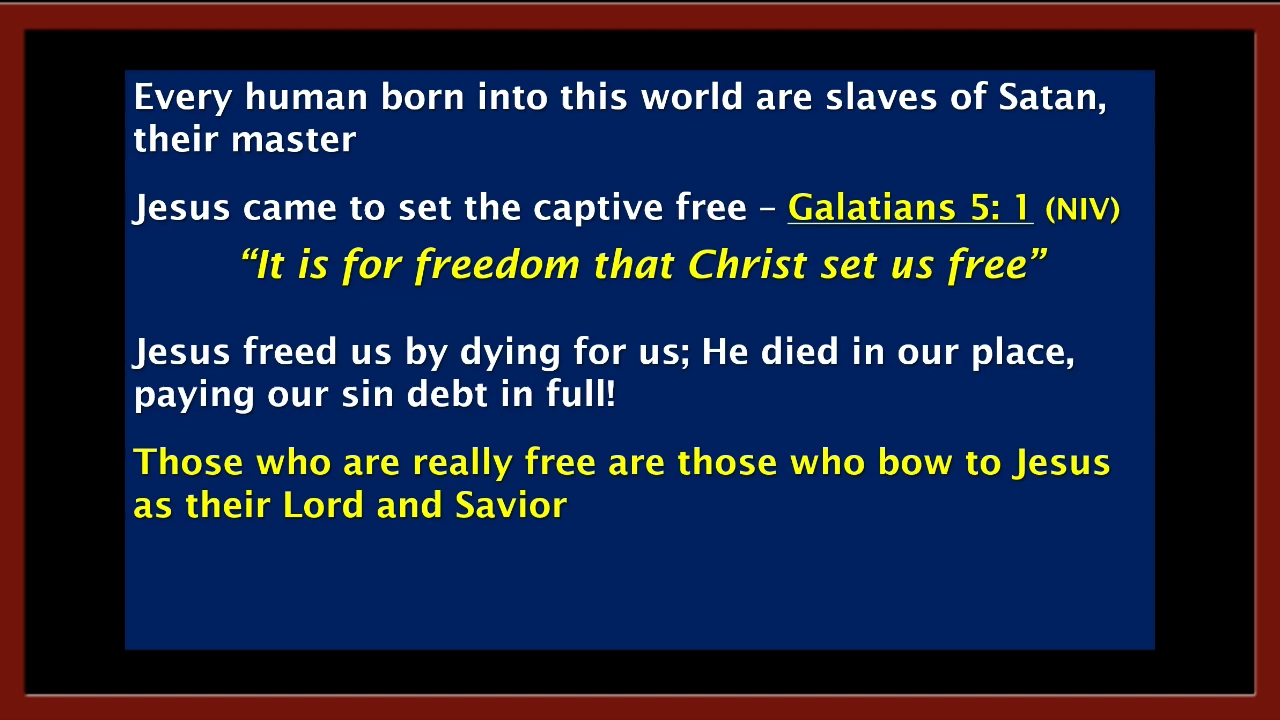 Every human born into this world are slaves of Satan,
their master
Jesus came to set the captive free – Galatians 5: 1 (NIV)
“It is for freedom that Christ set us free”
Jesus freed us by dying for us; He died in our place,
paying our sin debt in full!
Those who are really free are those who bow to Jesus
as their Lord and Savior